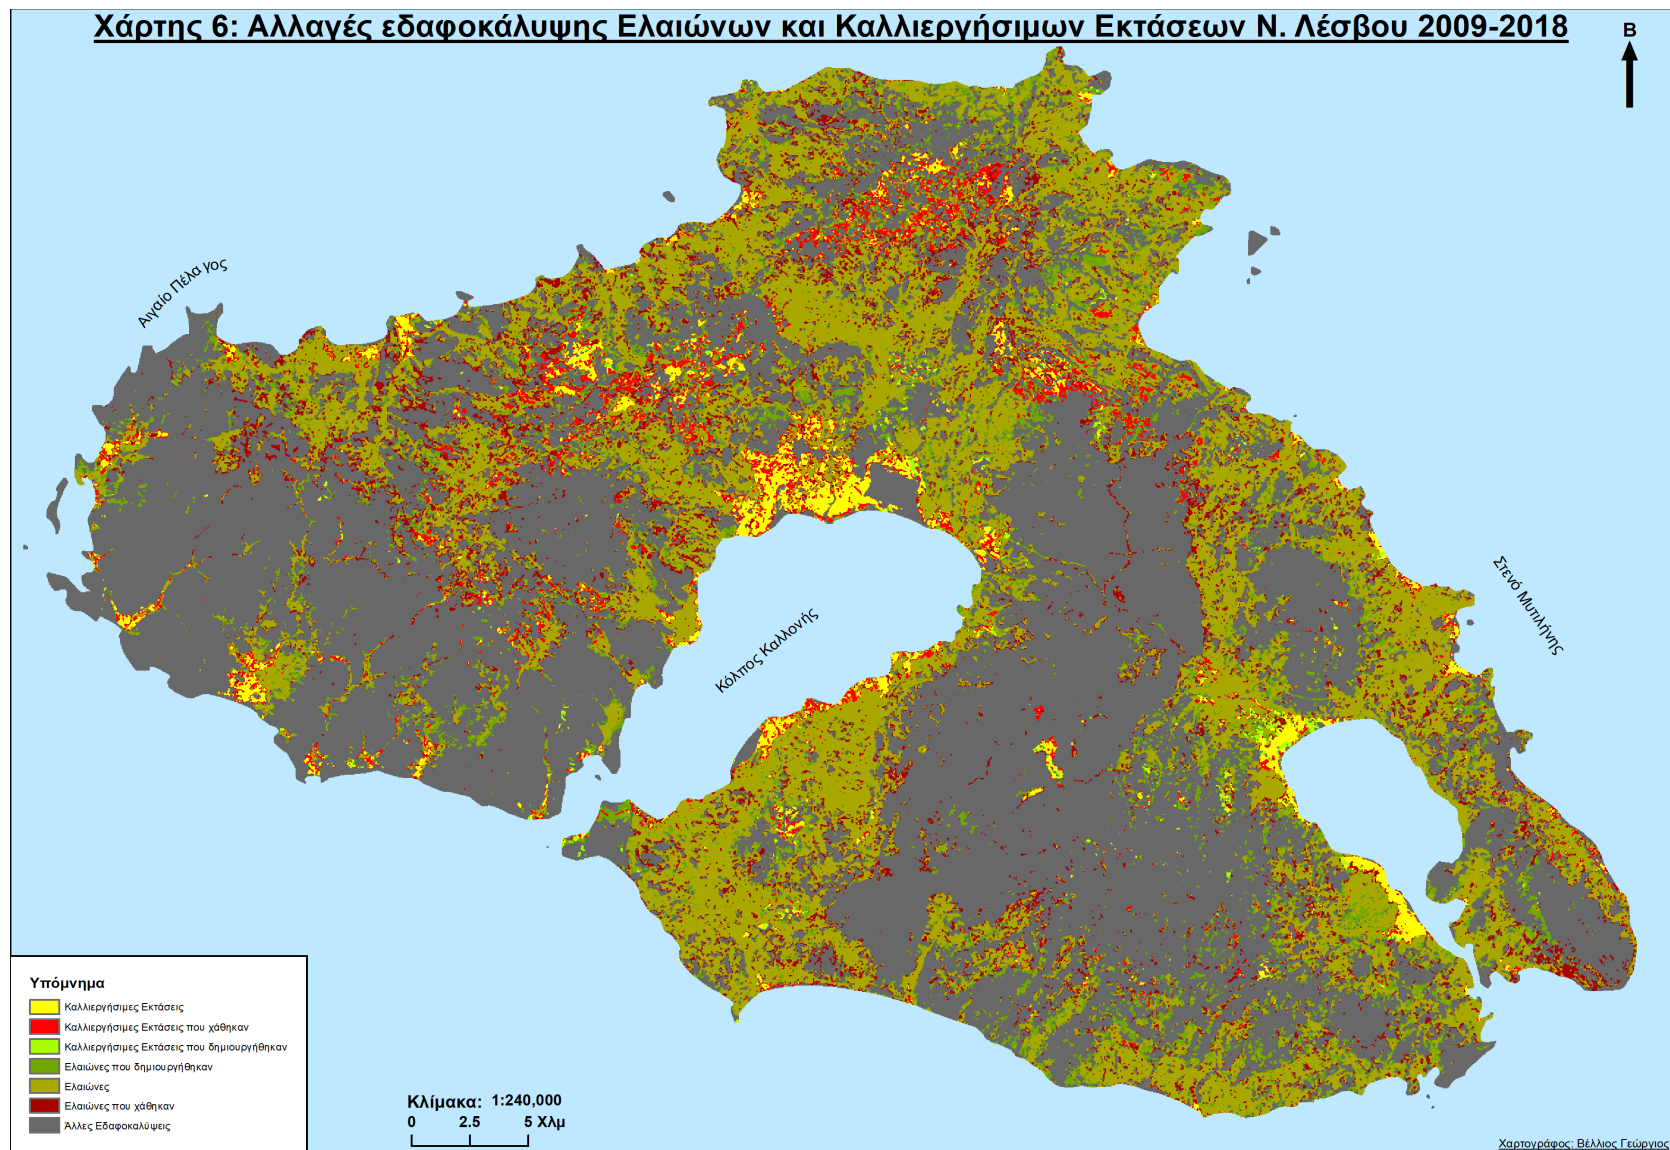 Χάρτης 6: Αλλαγές εδαφοκάλυψης Ελαιώνων και Καλλιεργήσιμων Εκτάσεων Ν. Λέσβου 2009-2018
Β
Αιγαίο Πέλαγος
Στενό Μυτιλήνης
Κόλπος Καλλονής
Υπόμνημα
Καλλιεργήσιμες Εκτάσεις
Καλλιεργήσιμες Εκτάσεις που χάθηκαν
Καλλιεργήσιμες Εκτάσεις που δημιουργήθηκαν
Ελαιώνες που δημιουργήθηκαν
Ελαιώνες
Ελαιώνες που χάθηκαν
Άλλες Εδαφοκαλύψεις
Κλίμακα: 1:240,000
0 2.5 5 Χλμ
Χαρτογράφος: Βέλλιος Γεώργιος